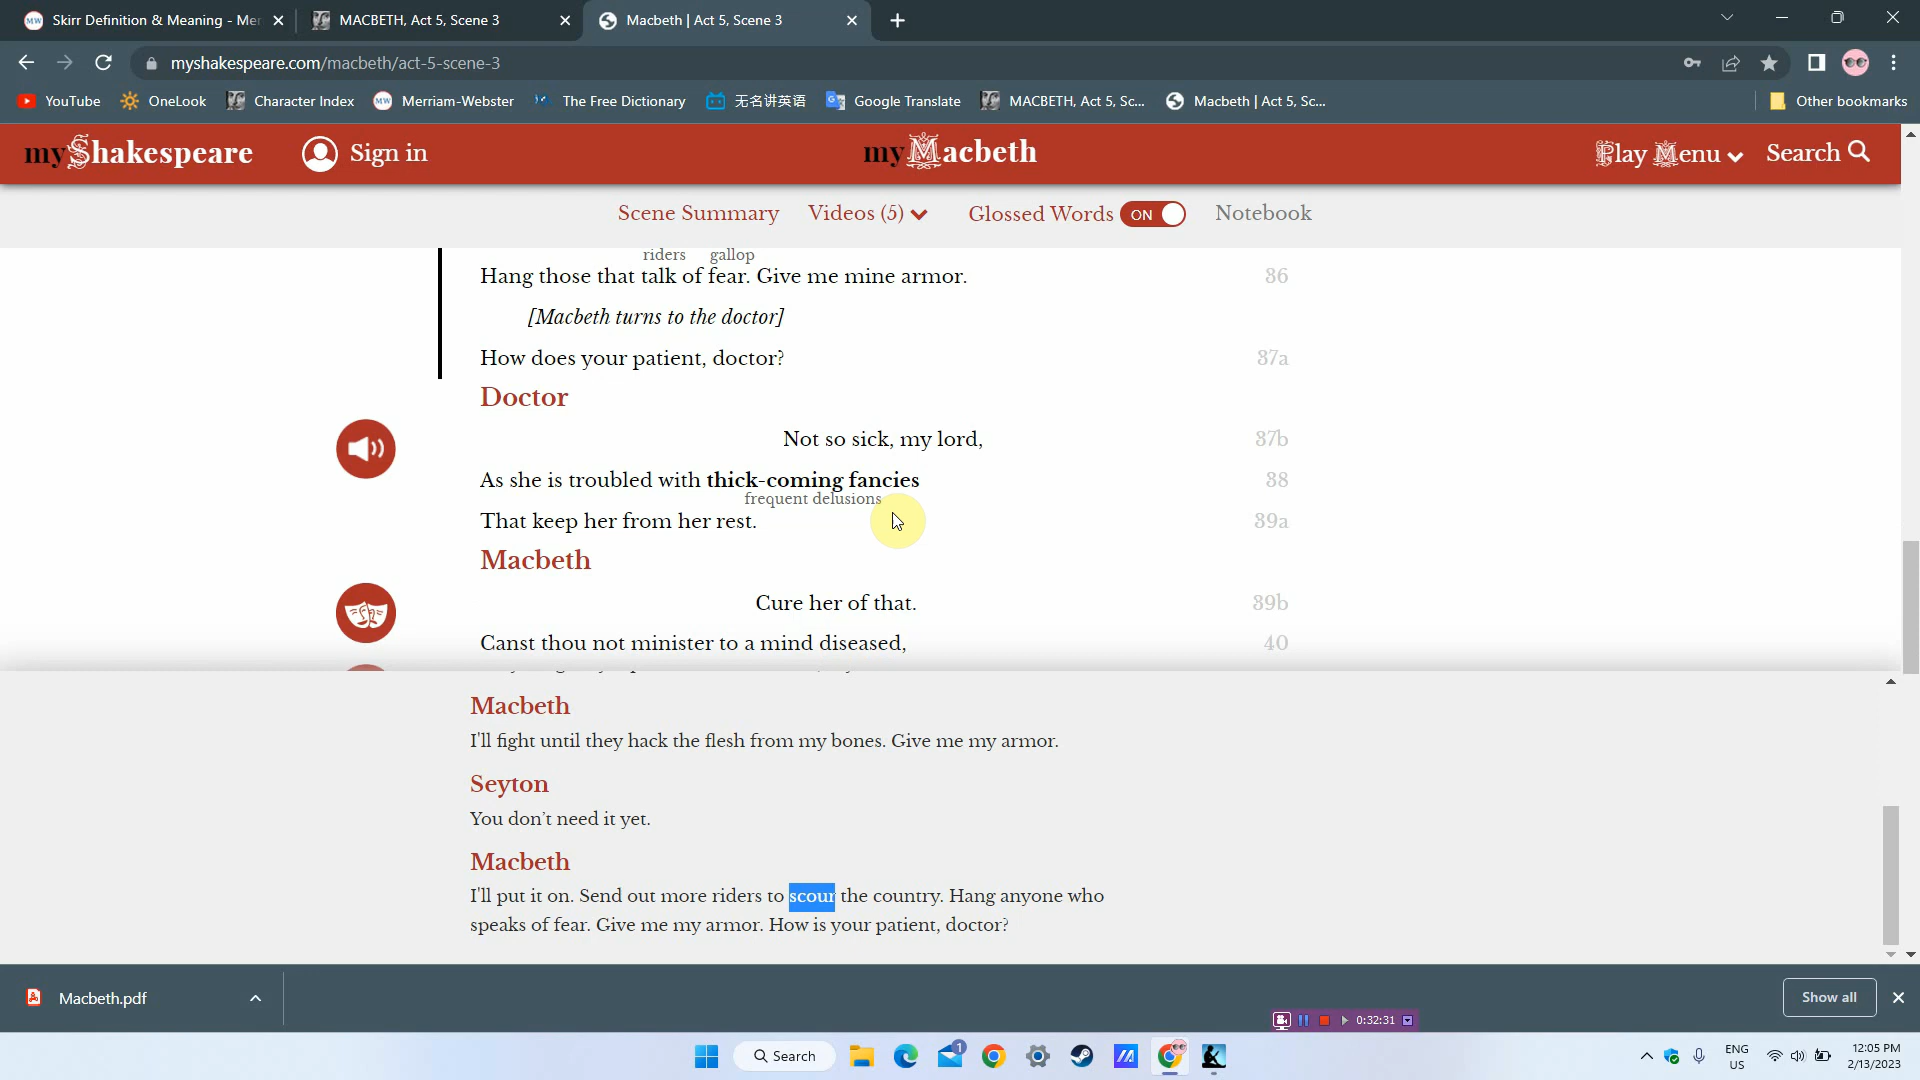 Skirr Definition & Meaning - Mer
MACBETH, Act 5, Scene 3
Macbeth | Act 5, Scene 3
myshakespeare.com/macbeth/act-5-scene-3
YouTube
OneLook
Character Index
Merriam-Webster
The Free Dictionary
无名讲英语
Google Translate
MACBETH, Act 5, Sc...
Macbeth | Act 5, Sc...
Other bookmarks
myShakespeare
Sign in
myMacbeth
Play Menu
Search
Scene Summary
Videos (5)
Glossed Words ON
Notebook
riders gallop
Hang those that talk of fear. Give me mine armor. 36
[Macbeth turns to the doctor]
How does your patient, doctor? 37a
Doctor
Not so sick, my lord, 37b
As she is troubled with thick-coming fancies 38
frequent delusions
That keep her from her rest. 39a
Macbeth
Cure her of that. 39b
Canst thou not minister to a mind diseased, 40
Macbeth
I'll fight until they hack the flesh from my bones. Give me my armor.
Seyton
You don't need it yet.
Macbeth
I'll put it on. Send out more riders to scour the country. Hang anyone who
speaks of fear. Give me my armor. How is your patient, doctor?
Macbeth.pdf
Show all
0:32:31
Search
1
ENG
US
12:05 PM
2/13/2023